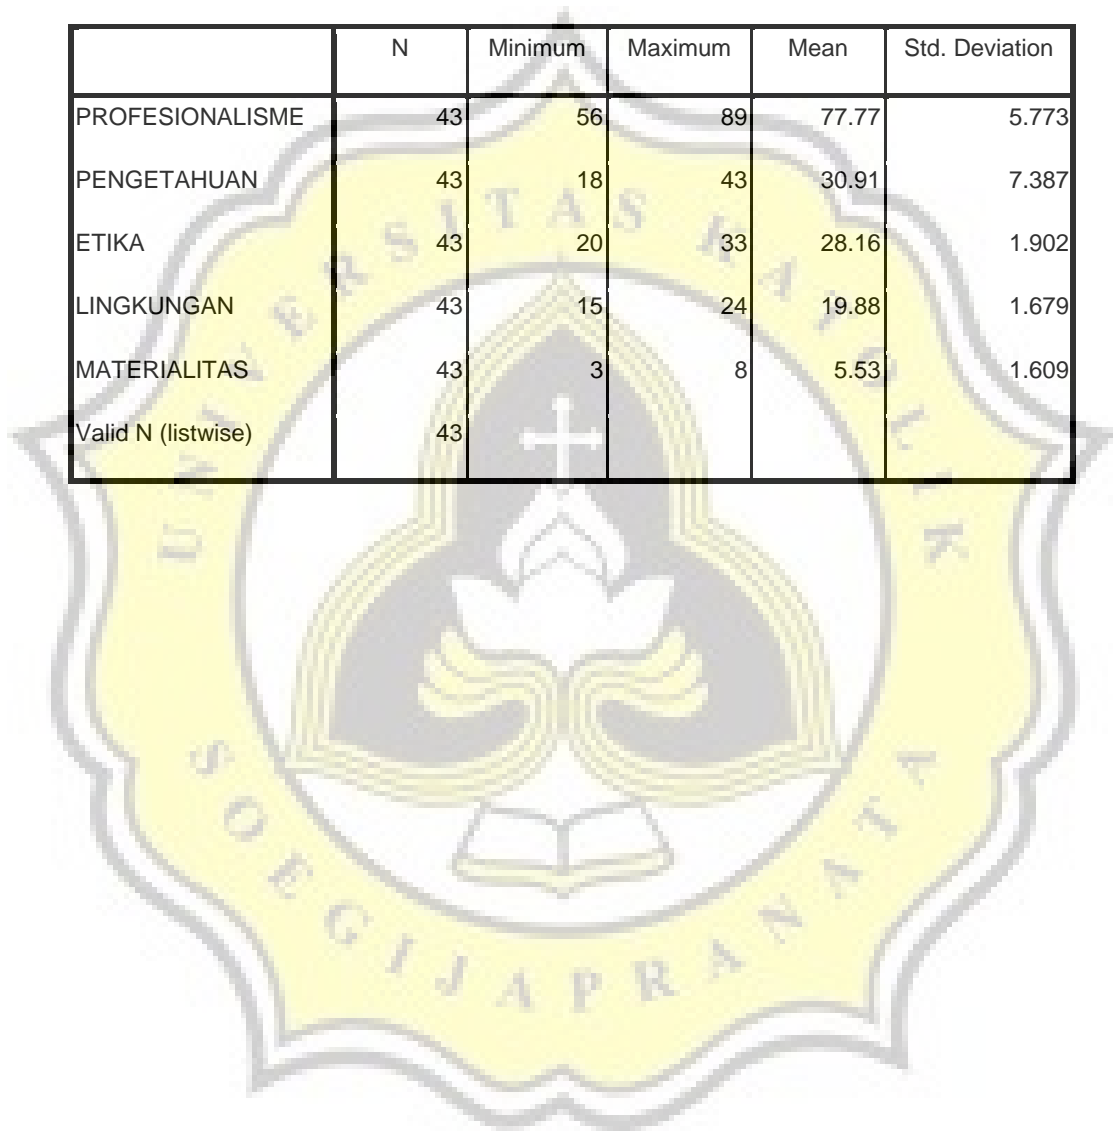 N Minimum Maximum Mean Std. Deviation
PROFESIONALISME 43 56 89 77.77 5.773
PENGETAHUAN 43 18 43 30.91 7.387
ETIKA 43 20 33 28.16 1.902
LINGKUNGAN 43 15 24 19.88 1.679
MATERIALITAS 43 3 8 5.53 1.609
Valid N (listwise) 43
UNIVERSITAS KATOLIK
SOEGIJAPRANATA